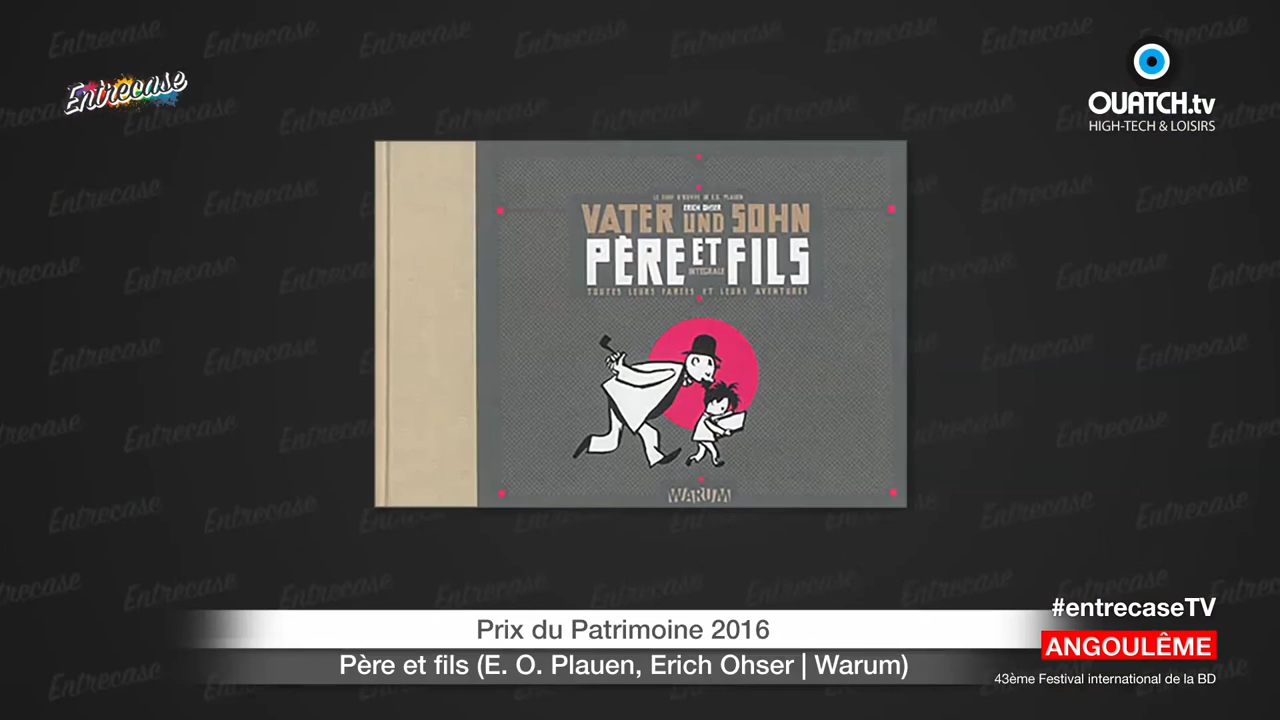 Entrecase
OUATCH.tv
HIGH-TECH & LOISIRS
ERICH OHSER
VATER UND SOHN
PÈRE ET FILS
INTEGRALE
TOUTES LEURS FARCES ET LEURS AVENTURES
WARUM
#entrecaseTV
Prix du Patrimoine 2016
ANGOULÊME
Père et fils (E. O. Plauen, Erich Ohser | Warum)
43ème Festival international de la BD